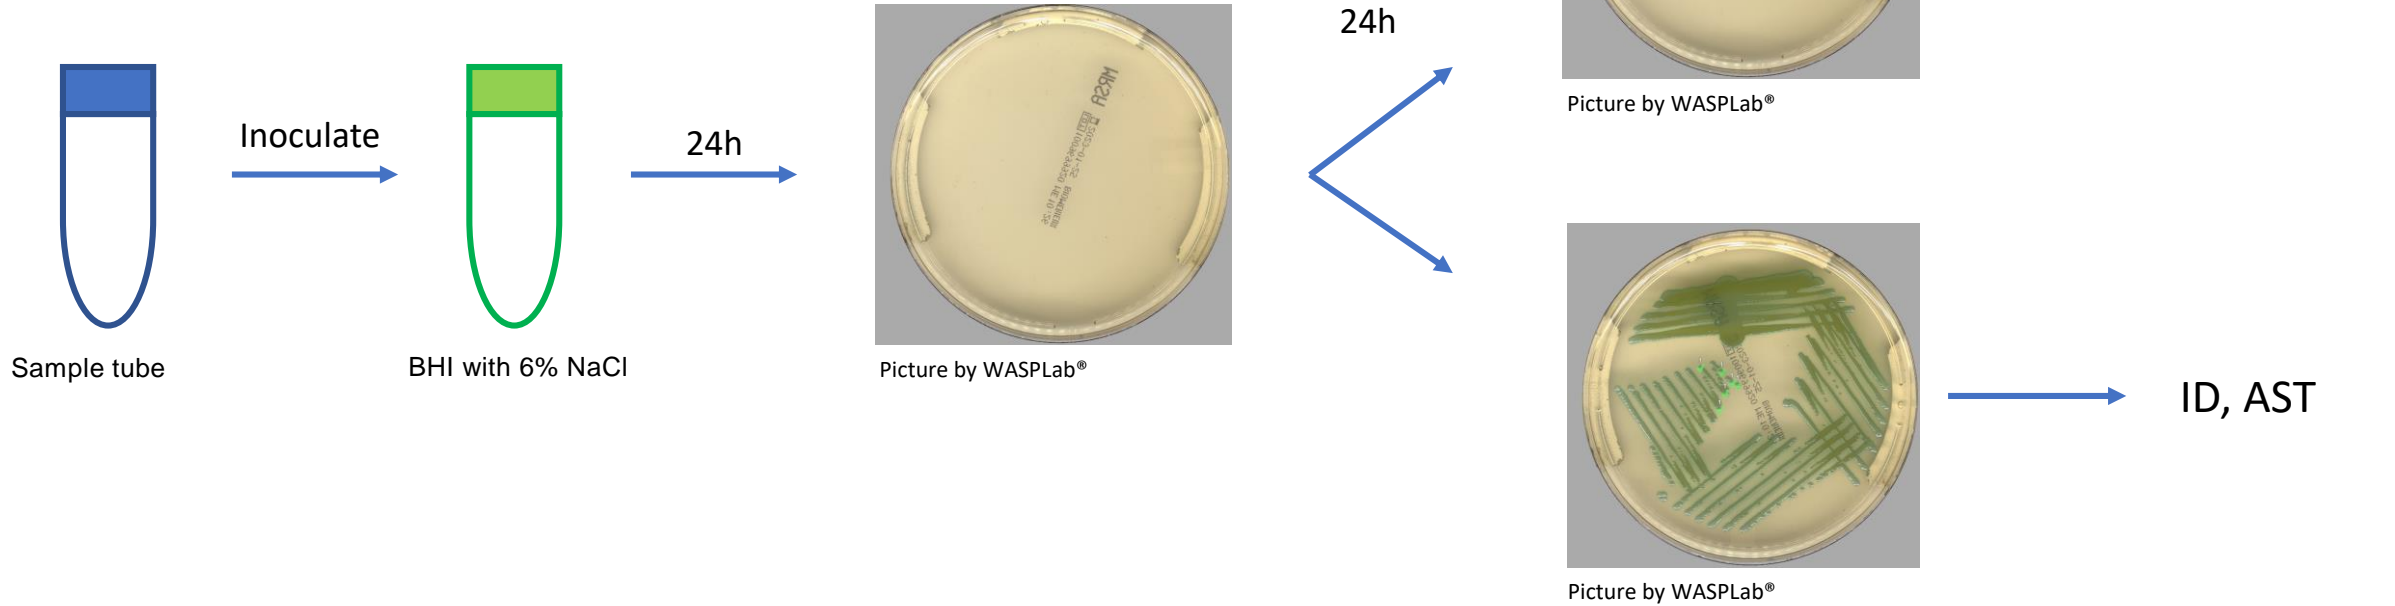 24h
Inoculate
24h
MRSA
Picture by WASPLab®
Sample tube
BHI with 6% NaCl
Picture by WASPLab®
ID, AST
Picture by WASPLab®